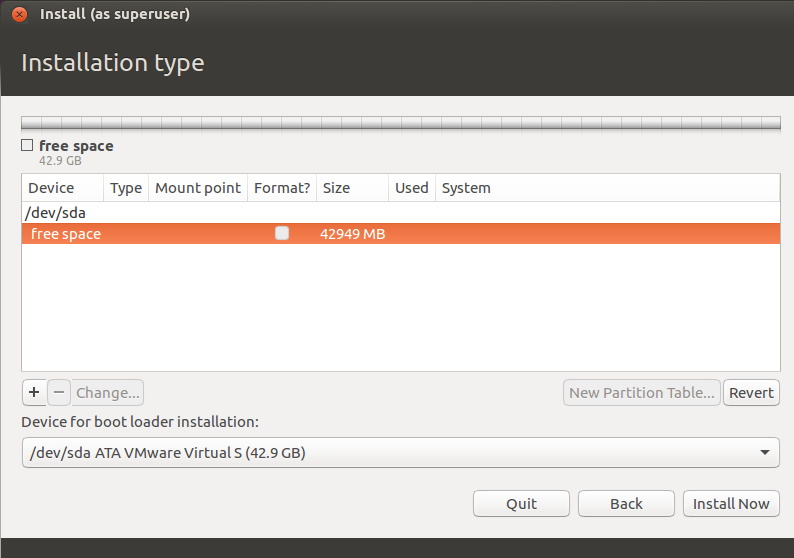 Install (as superuser)
Installation type
free space
42.9 GB
Device Type Mount point Format? Size Used System
/dev/sda
free space 42949 MB
+ − Change... New Partition Table... Revert
Device for boot loader installation:
/dev/sda ATA VMware Virtual S (42.9 GB)
Quit Back Install Now